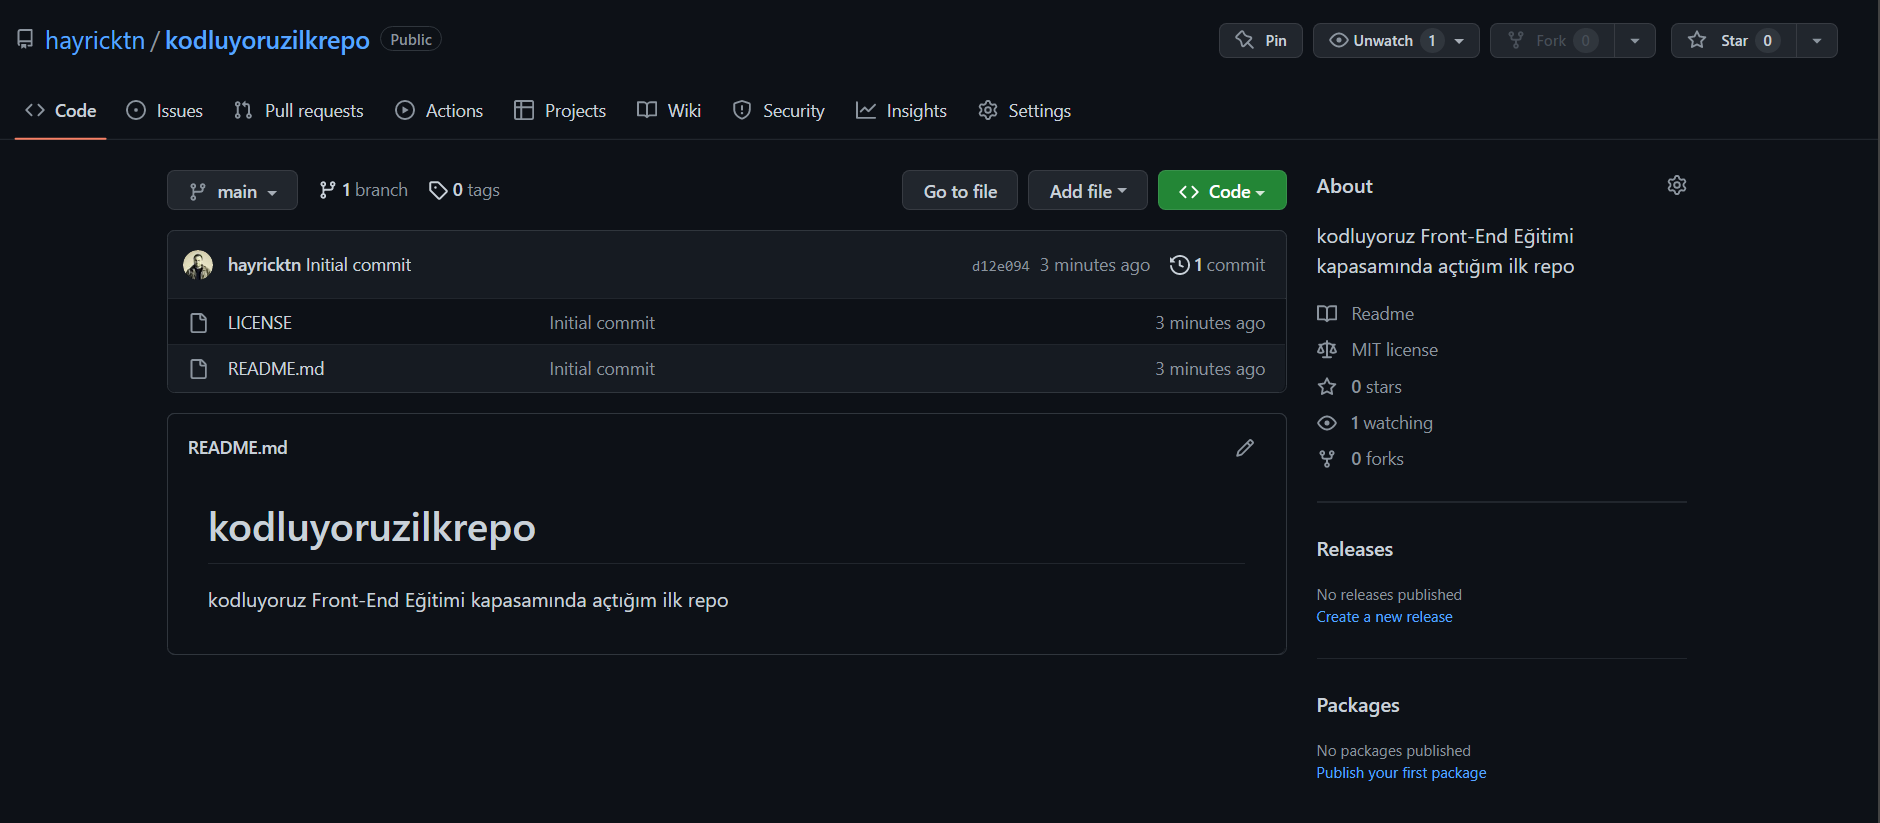 hayricktn / kodluyoruzilkrepo Public
Pin Unwatch 1 Fork 0 Star 0
Code Issues Pull requests Actions Projects Wiki Security Insights Settings
main 1 branch 0 tags Go to file Add file Code
hayricktn Initial commit d12e094 3 minutes ago 1 commit
LICENSE Initial commit 3 minutes ago
README.md Initial commit 3 minutes ago
README.md
kodluyoruzilkrepo
kodluyoruz Front-End Eğitimi kapasamında açtığım ilk repo
About
kodluyoruz Front-End Eğitimi
kapasamında açtığım ilk repo
Readme
MIT license
0 stars
1 watching
0 forks
Releases
No releases published
Create a new release
Packages
No packages published
Publish your first package